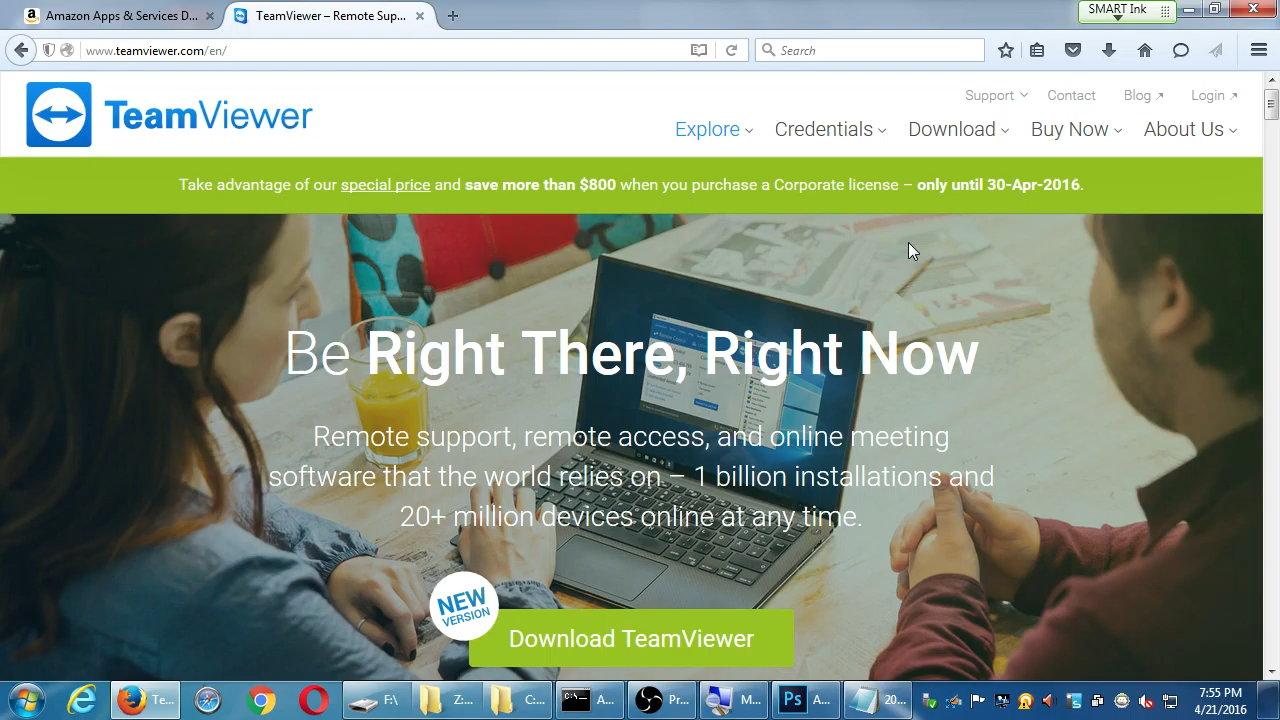 Amazon Apps & Services D...
TeamViewer – Remote Sup...
SMART Ink
www.teamviewer.com/en/
Search
TeamViewer
Support
Contact
Blog
Login
Explore
Credentials
Download
Buy Now
About Us
Take advantage of our special price and save more than $800 when you purchase a Corporate license – only until 30-Apr-2016.
Be Right There, Right Now
Remote support, remote access, and online meeting
software that the world relies on – 1 billion installations and
20+ million devices online at any time.
NEW
VERSION
Download TeamViewer
Te...
F:\
Z:...
C:...
A...
Pr...
M...
Ps
A...
20...
7:55 PM
4/21/2016